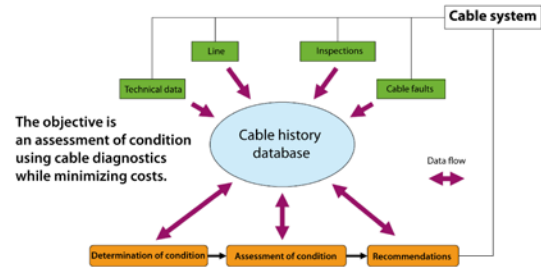 Cable system
Line
Inspections
Technical data
Cable faults
The objective is
an assessment of condition
using cable diagnostics
while minimizing costs.
Cable history
database
Data flow
Determination of condition
Assessment of condition
Recommendations